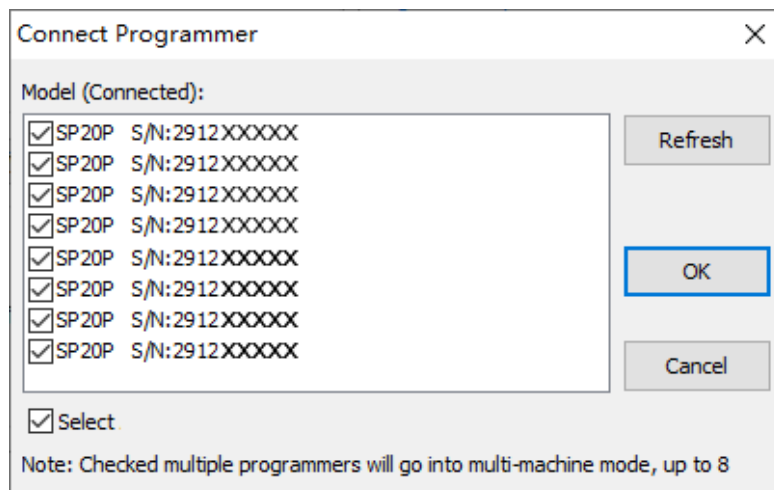 Connect Programmer
Model (Connected):
SP20P S/N:2912XXXXX
SP20P S/N:2912XXXXX
SP20P S/N:2912XXXXX
SP20P S/N:2912XXXXX
SP20P S/N:2912XXXXX
SP20P S/N:2912XXXXX
SP20P S/N:2912XXXXX
SP20P S/N:2912XXXXX
Refresh
OK
Cancel
Select
Note: Checked multiple programmers will go into multi-machine mode, up to 8